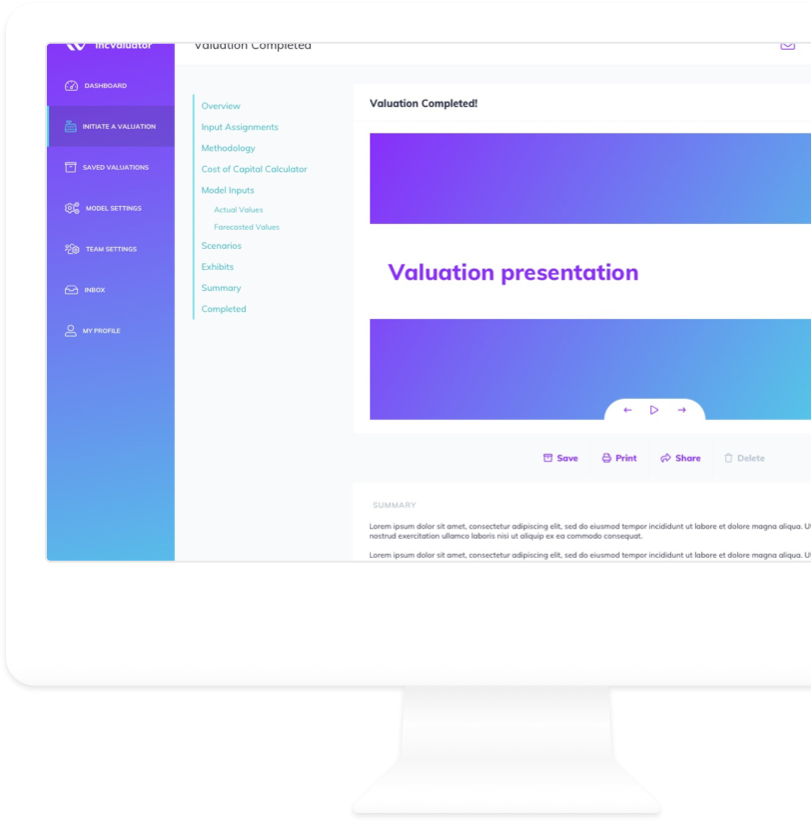 IncValuator
Valuation Completed
DASHBOARD
INITIATE A VALUATION
SAVED VALUATIONS
MODEL SETTINGS
TEAM SETTINGS
INBOX
MY PROFILE
Overview
Input Assignments
Methodology
Cost of Capital Calculator
Model Inputs
Actual Values
Farecasted Values
Scenarios
Exhibits
Summary
Completed
Valuation Completed!
Valuation presentation
Save Print Share Delete
SUMMARY
Lorem ipsum dolor sit amet, consectetur adipiscing elit, sed do eiusmod tempor incididunt ut labore et dolore magna aliqua. U
nostrud exercitation ullamco laboris nisi ut aliquip ex ea commodo consequat.
Lorem ipsum dolor sit amet, consectetur adipiscing elit, sed do eiusmod tempor incididunt ut labore et dolore magna aliqua. U